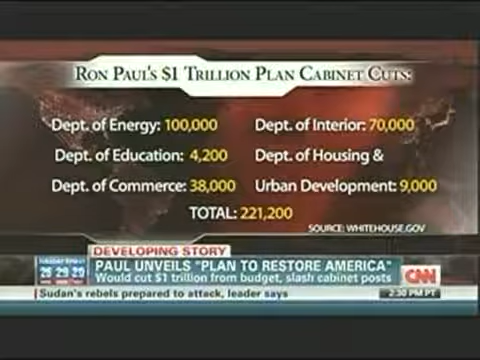 RON PAUL'S $1 TRILLION PLAN CABINET CUTS:
Dept. of Energy: 100,000
Dept. of Education: 4,200
Dept. of Commerce: 38,000
Dept. of Interior: 70,000
Dept. of Housing &
Urban Development: 9,000
TOTAL: 221,200
SOURCE: WHITEHOUSE.GOV
DEVELOPING STORY
PAUL UNVEILS "PLAN TO RESTORE AMERICA"
Would cut $1 trillion from budget, slash cabinet posts
CNN
Sudan's rebels prepared to attack, leader says
2:30 PM PT